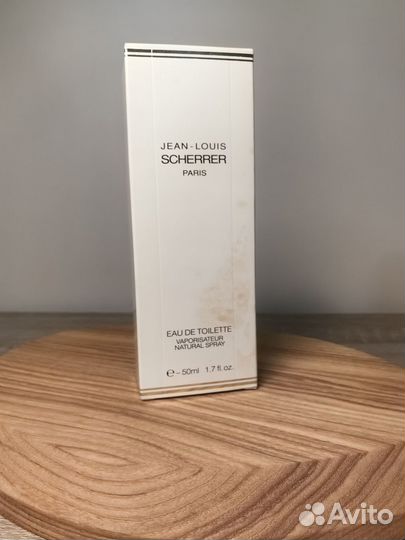 JEAN-LOUIS
SCHERRER
PARIS
EAU DE TOILETTE
VAPORISATEUR
NATURAL SPRAY
℮ – 50ml 1.7 fl. oz.
Avito